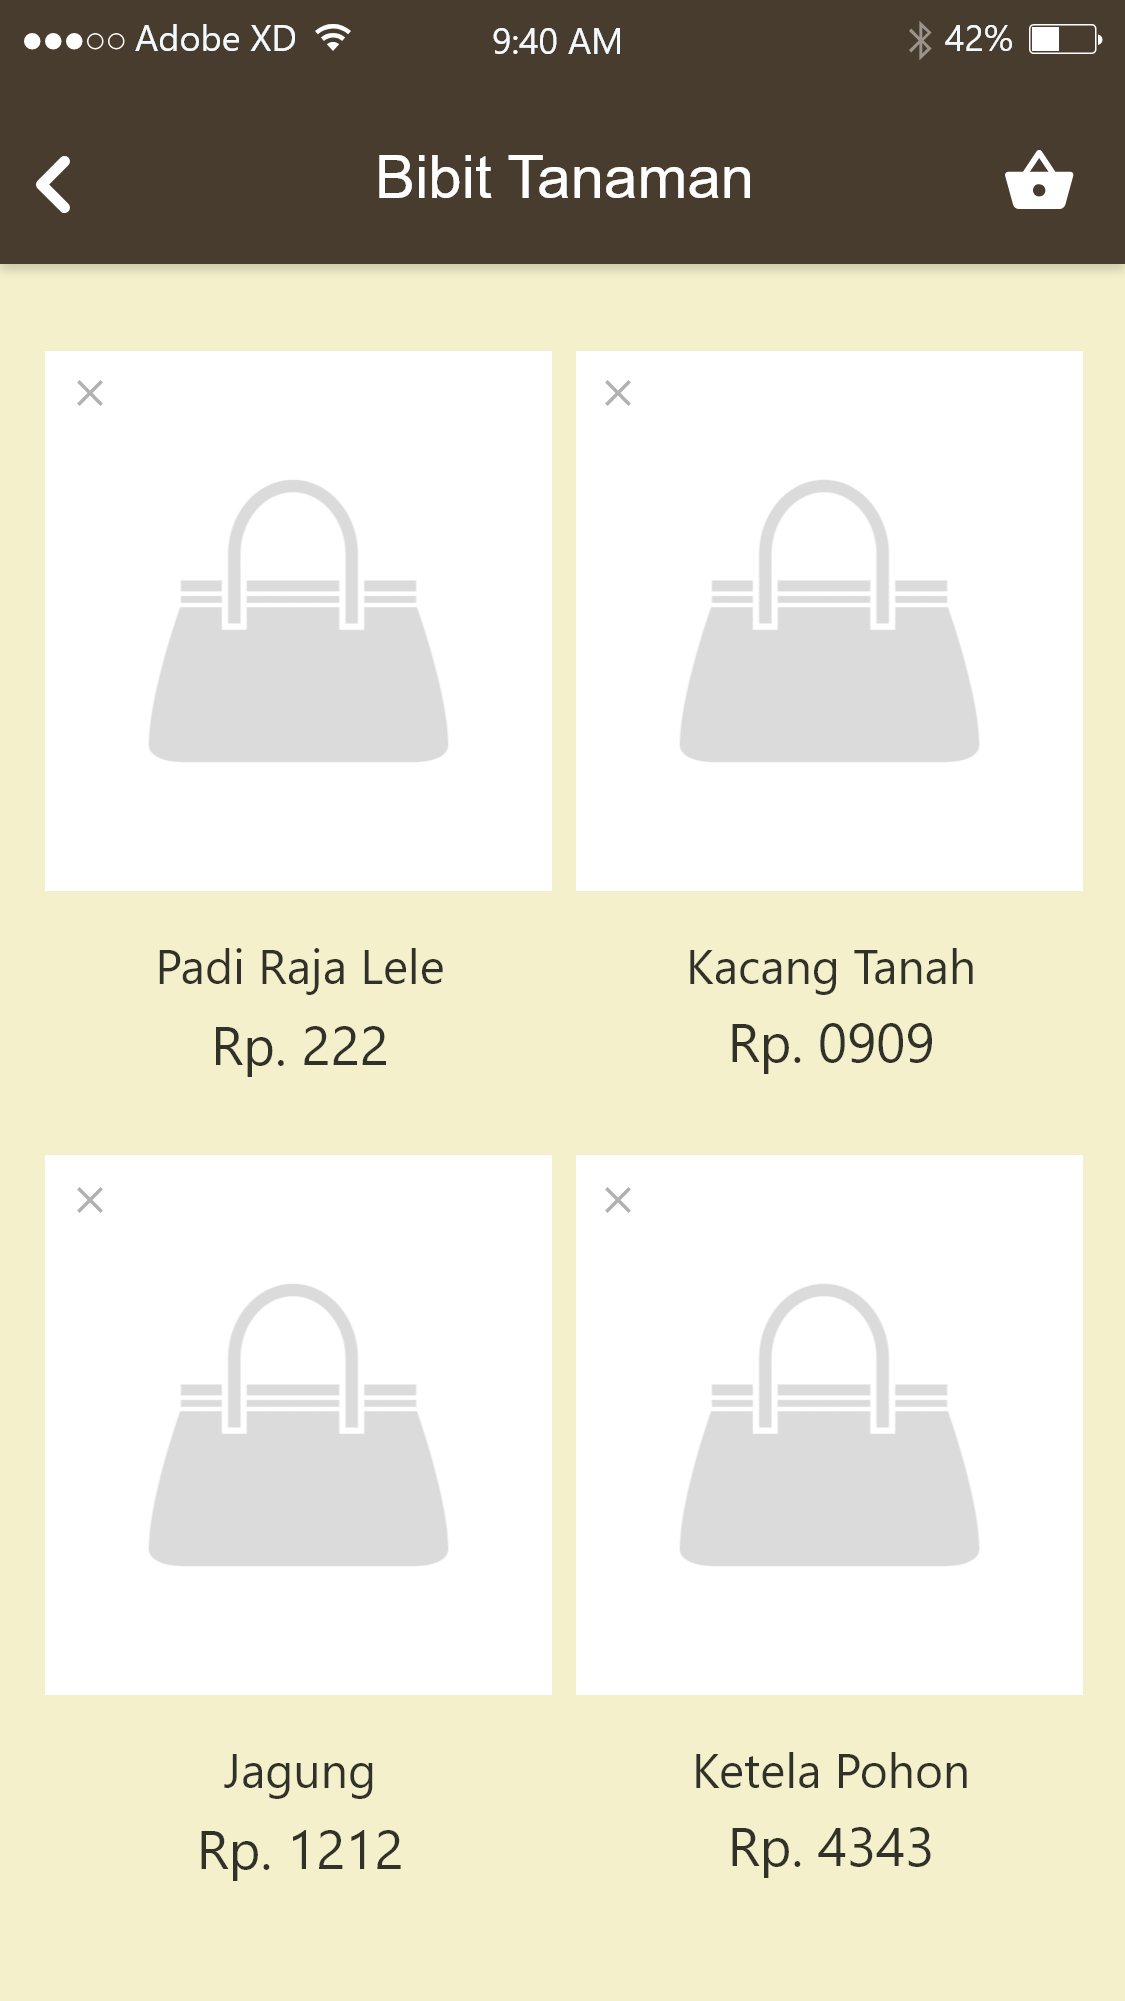 Adobe XD 9:40 AM 42%
Bibit Tanaman
Padi Raja Lele
Rp. 222
Kacang Tanah
Rp. 0909
Jagung
Rp. 1212
Ketela Pohon
Rp. 4343